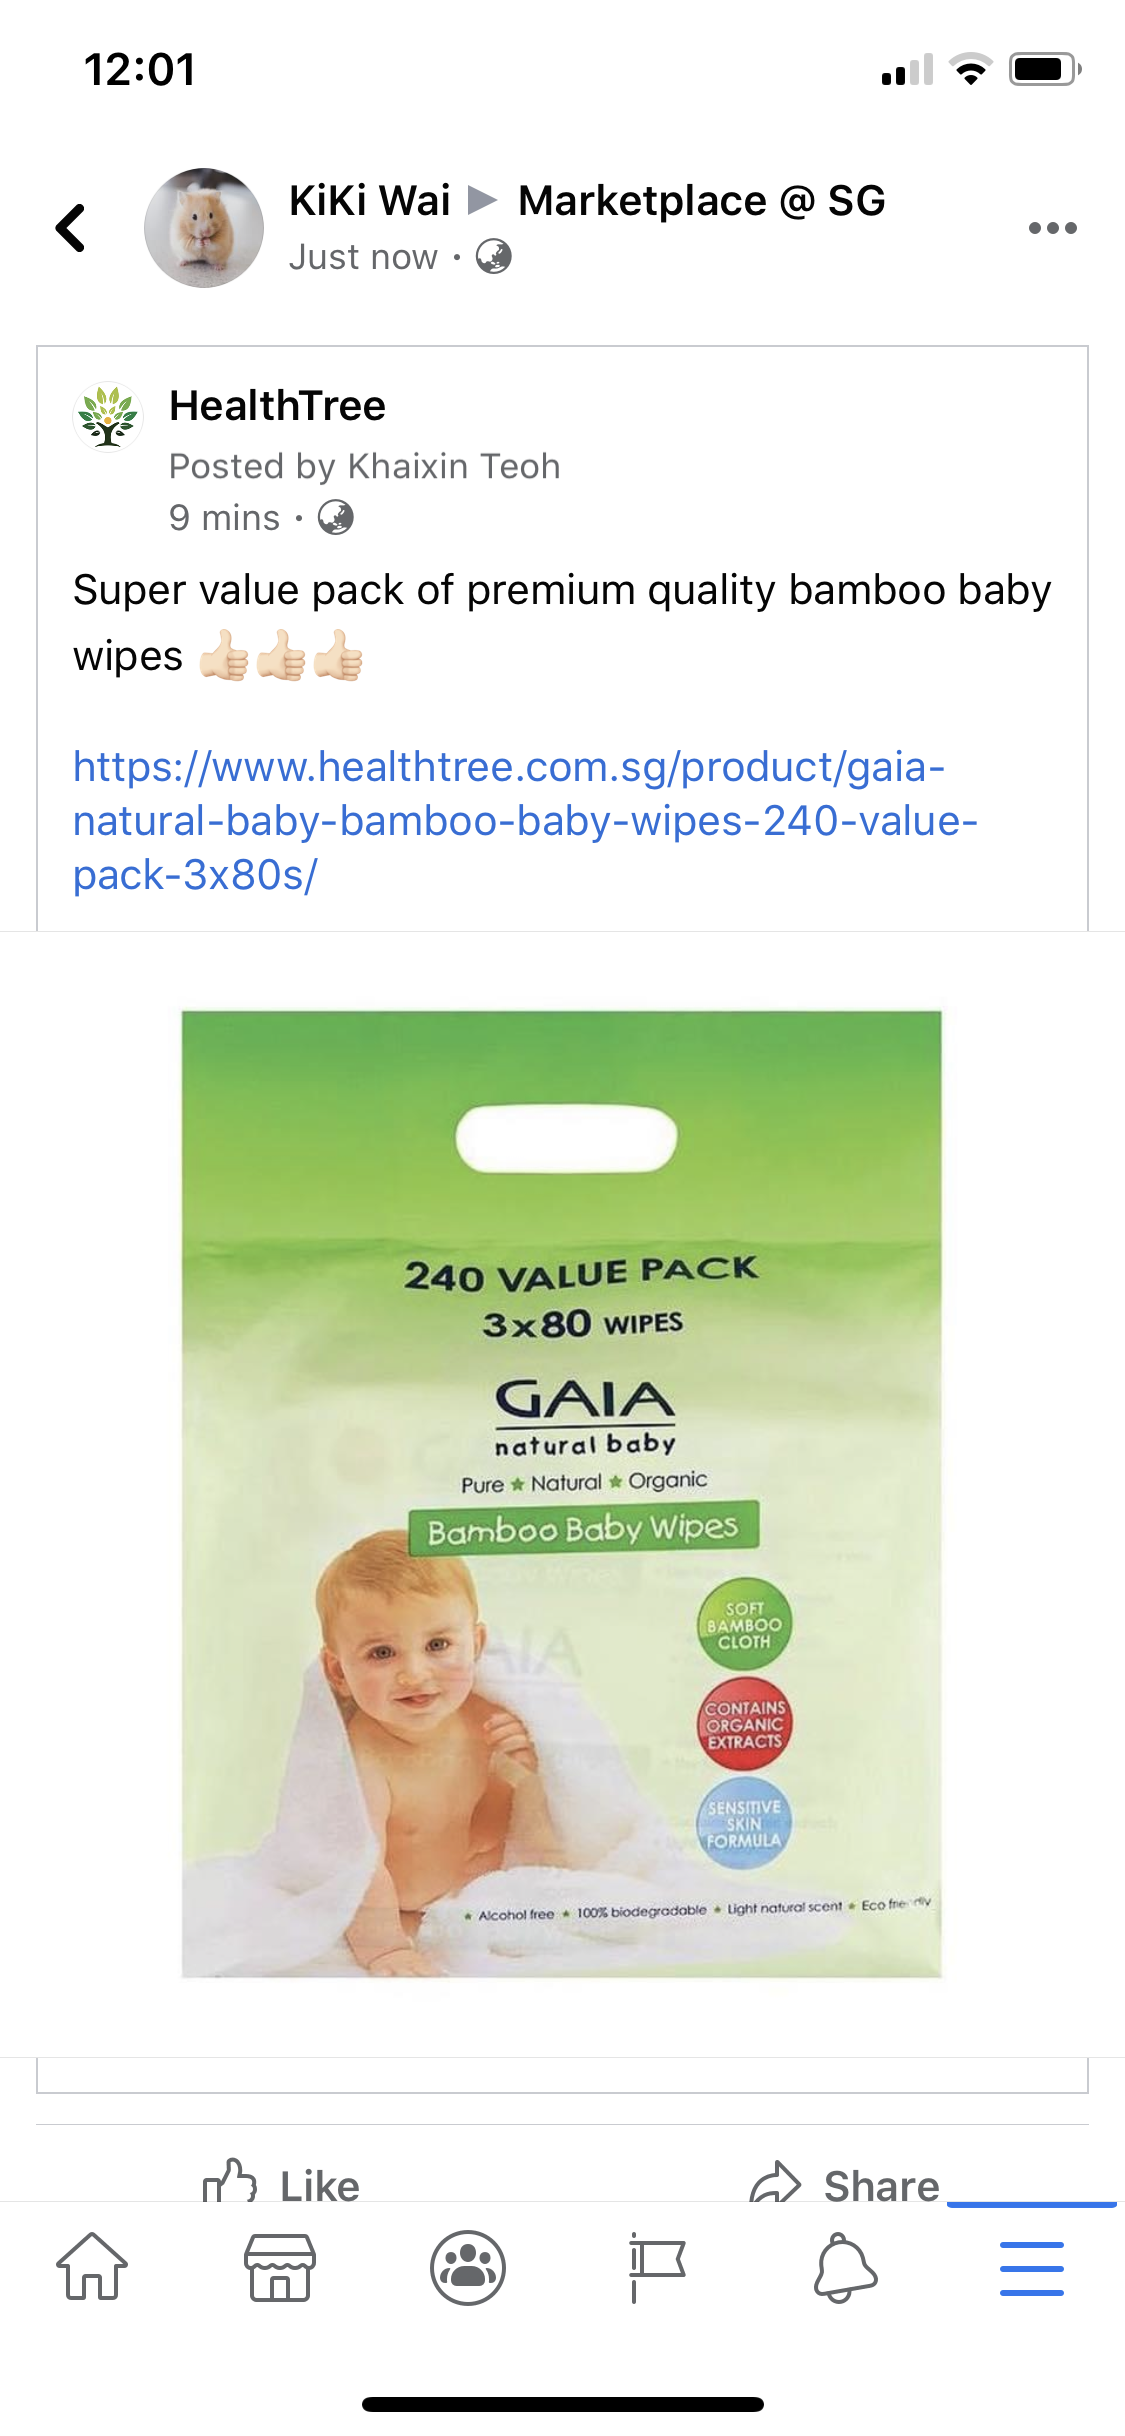 12:01
KiKi Wai ▶ Marketplace @ SG
Just now ·
HealthTree
Posted by Khaixin Teoh
9 mins ·
Super value pack of premium quality bamboo baby
wipes 👍🏻👍🏻👍🏻
https://www.healthtree.com.sg/product/gaia-
natural-baby-bamboo-baby-wipes-240-value-
pack-3x80s/
240 VALUE PACK
3x80 WIPES
GAIA
natural baby
Pure ★ Natural ★ Organic
Bamboo Baby Wipes
SOFT
BAMBOO
CLOTH
CONTAINS
ORGANIC
EXTRACTS
SENSITIVE
SKIN
FORMULA
★ Alcohol free ★ 100% biodegradable ★ Light natural scent ★ Eco friendly
Like
Share